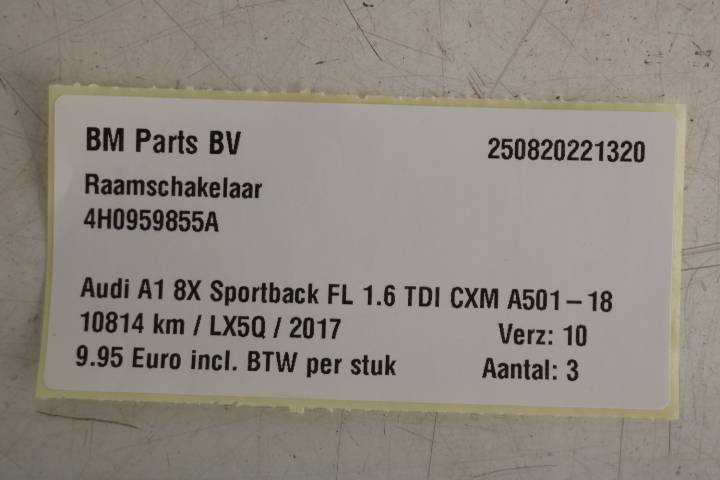 BM Parts BV 250820221320
Raamschakelaar
4H0959855A
Audi A1 8X Sportback FL 1.6 TDI CXM A501-18
10814 km / LX5Q / 2017 Verz: 10
9.95 Euro incl. BTW per stuk Aantal: 3